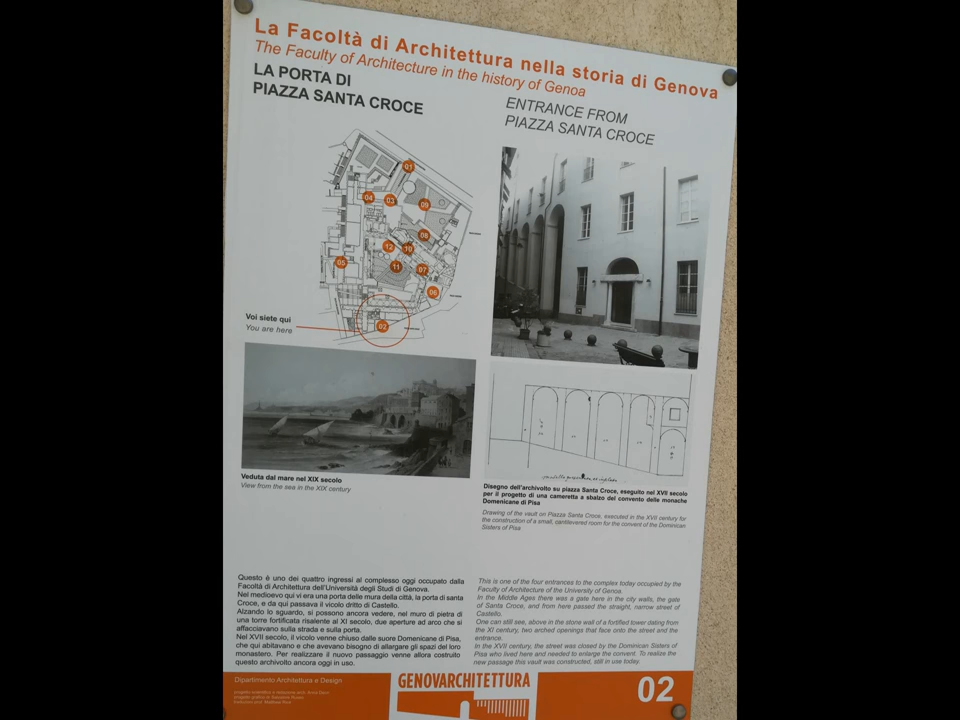 La Facoltà di Architettura nella storia di Genova
The Faculty of Architecture in the history of Genoa
LA PORTA DI
PIAZZA SANTA CROCE
ENTRANCE FROM
PIAZZA SANTA CROCE
01
04
03
09
08
12
10
11
07
05
06
02
Voi siete qui
You are here
Veduta dal mare nel XIX secolo
View from the sea in the XIX century
Disegno dell'archivolto su piazza Santa Croce, eseguito nel XVII secolo
per il progetto di una cameretta a sbalzo del convento delle monache
Domenicane di Pisa
Drawing of the vault on Piazza Santa Croce, executed in the XVII century for
the construction of a small, cantilevered room for the convent of the Dominican
Sisters of Pisa
Questo è uno dei quattro ingressi al complesso oggi occupato dalla
Facoltà di Architettura dell'Università degli Studi di Genova.
Nel medioevo qui vi era una porta delle mura della città, la porta di santa
Croce, e da qui passava il vicolo dritto di Castello.
Alzando lo sguardo, si possono ancora vedere, nel muro di pietra di
una torre fortificata risalente al XI secolo, due aperture ad arco che si
affacciavano sulla strada e sulla porta.
Nel XVII secolo, il vicolo venne chiuso dalle suore Domenicane di Pisa,
che qui abitavano e che avevano bisogno di allargare gli spazi del loro
monastero. Per realizzare il nuovo passaggio venne allora costruito
questo archivolto ancora oggi in uso.
This is one of the four entrances to the complex today occupied by the
Faculty of Architecture of the University of Genoa.
In the Middle Ages there was a gate here in the city walls, the gate
of Santa Croce, and from here passed the straight, narrow street of
Castello.
One can still see, above in the stone wall of a fortified tower dating from
the XI century, two arched openings that face onto the street and the
entrance.
In the XVII century, the street was closed by the Dominican Sisters of
Pisa who lived here and needed to enlarge the convent. To realize the
new passage this vault was constructed, still in use today.
Dipartimento Architettura e Design
GENOVARCHITETTURA
02